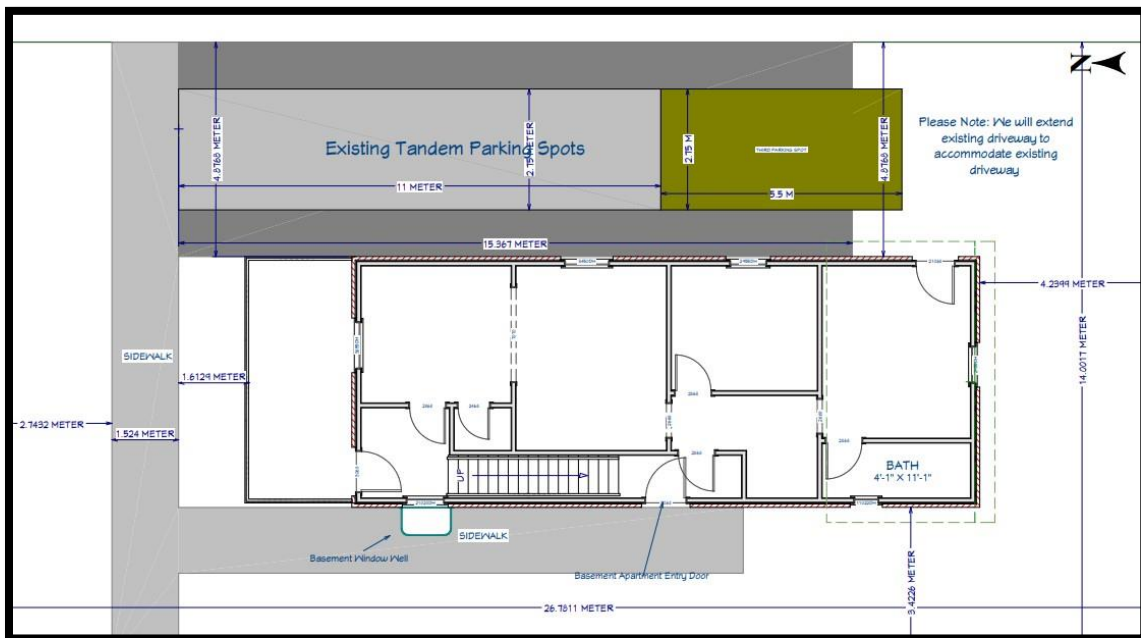 N
4.8768 METER
2.75 METER
2.75 M
4.8768 METER
Existing Tandem Parking Spots
THIRD PARKING SPOT
Please Note: We will extend
existing driveway to
accommodate existing
driveway
11 METER
5.5 M
15.367 METER
4.2399 METER
SIDEWALK
1.6129 METER
14.0017 METER
2.7432 METER
1.524 METER
UP
BATH
4'-1" X 11'-1"
SIDEWALK
Basement Window Well
Basement Apartment Entry Door
3.4226 METER
26.7811 METER